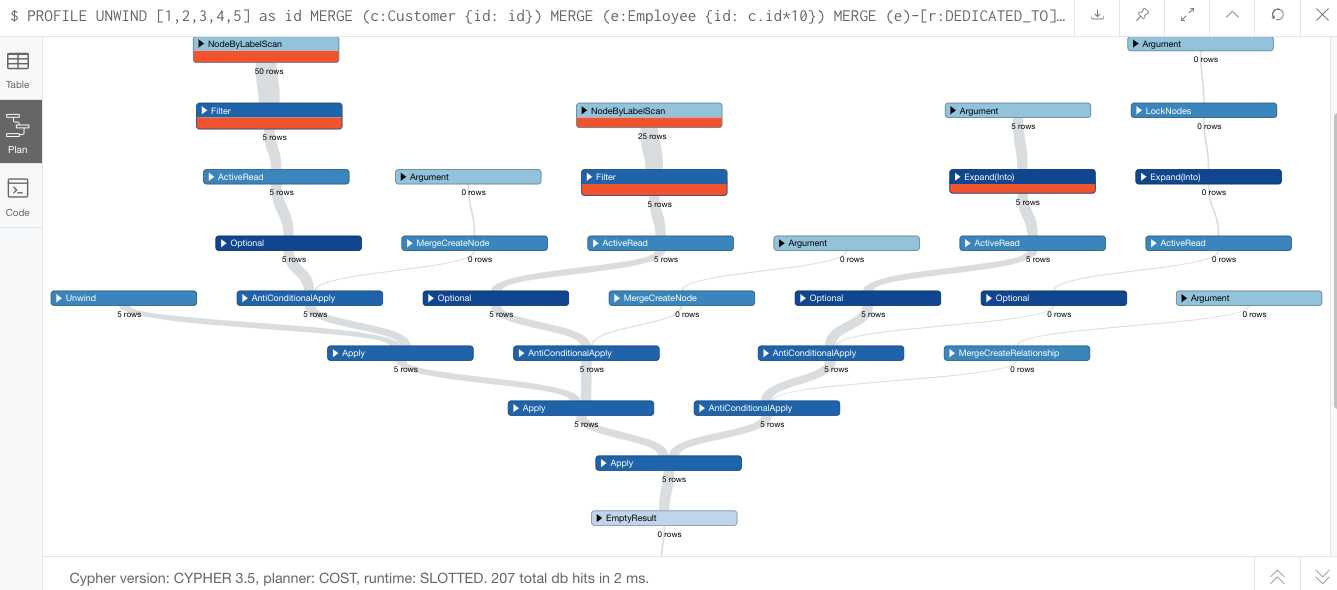 $ PROFILE UNWIND [1,2,3,4,5] as id MERGE (c:Customer {id: id}) MERGE (e:Employee {id: c.id*10}) MERGE (e)-[r:DEDICATED_TO]…
Table
Plan
Code
NodeByLabelScan
50 rows
Argument
0 rows
Filter
5 rows
NodeByLabelScan
25 rows
Argument
5 rows
LockNodes
0 rows
ActiveRead
5 rows
Argument
0 rows
Filter
5 rows
Expand(Into)
5 rows
Expand(Into)
0 rows
Optional
5 rows
MergeCreateNode
0 rows
ActiveRead
5 rows
Argument
0 rows
ActiveRead
5 rows
ActiveRead
0 rows
Unwind
5 rows
AntiConditionalApply
5 rows
Optional
5 rows
MergeCreateNode
0 rows
Optional
5 rows
Optional
0 rows
Argument
0 rows
Apply
5 rows
AntiConditionalApply
5 rows
AntiConditionalApply
5 rows
MergeCreateRelationship
0 rows
Apply
5 rows
AntiConditionalApply
5 rows
Apply
5 rows
EmptyResult
0 rows
Cypher version: CYPHER 3.5, planner: COST, runtime: SLOTTED. 207 total db hits in 2 ms.